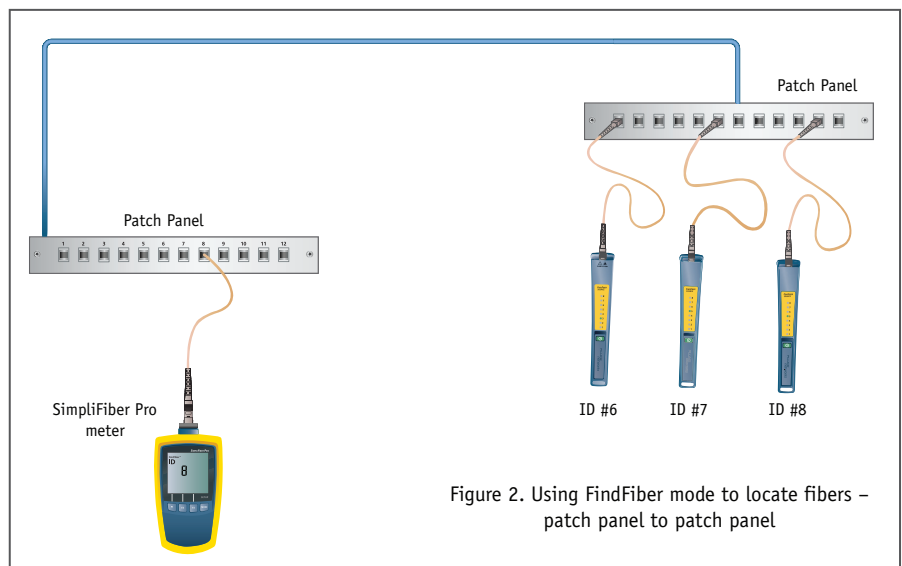 Patch Panel
Patch Panel
1 2 3 4 5 6 7 8 9 10 11 12
SimpliFiber Pro
meter
ID
8
ID #6 ID #7 ID #8
Figure 2. Using FindFiber mode to locate fibers –
patch panel to patch panel